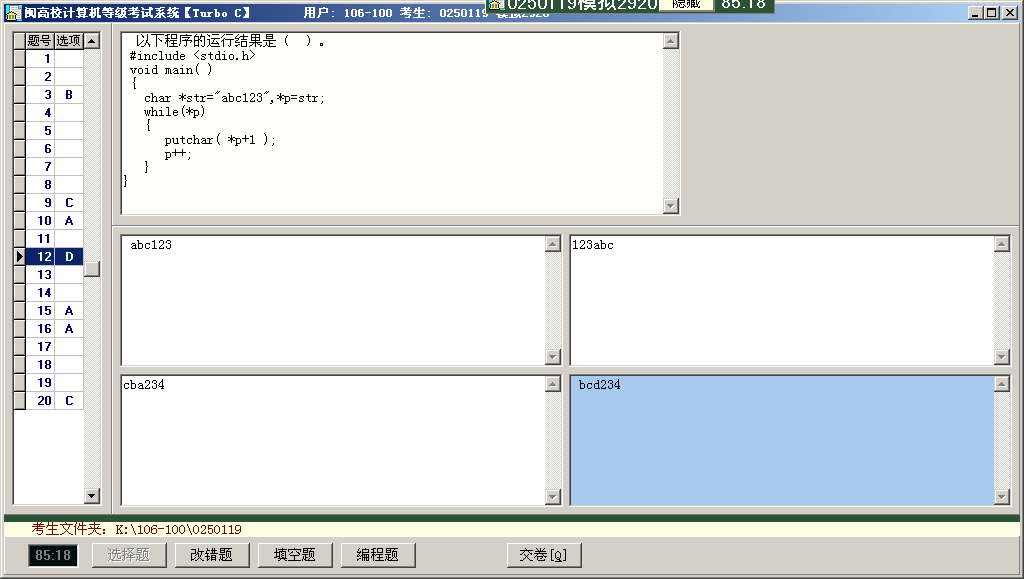 闽高校计算机等级考试系统【Turbo C】 用户: 106-100 考生: 0250119 模拟2920
0250119模拟2920 隐藏 85:18
题号 选项
1
2
3 B
4
5
6
7
8
9 C
10 A
11
12 D
13
14
15 A
16 A
17
18
19
20 C
以下程序的运行结果是（ ）。
#include <stdio.h>
void main( )
{
char *str="abc123",*p=str;
while(*p)
{
putchar( *p+1 );
p++;
}
}
abc123
123abc
cba234
bcd234
考生文件夹: K:\106-100\0250119
85:18 选择题 改错题 填空题 编程题 交卷[Q]